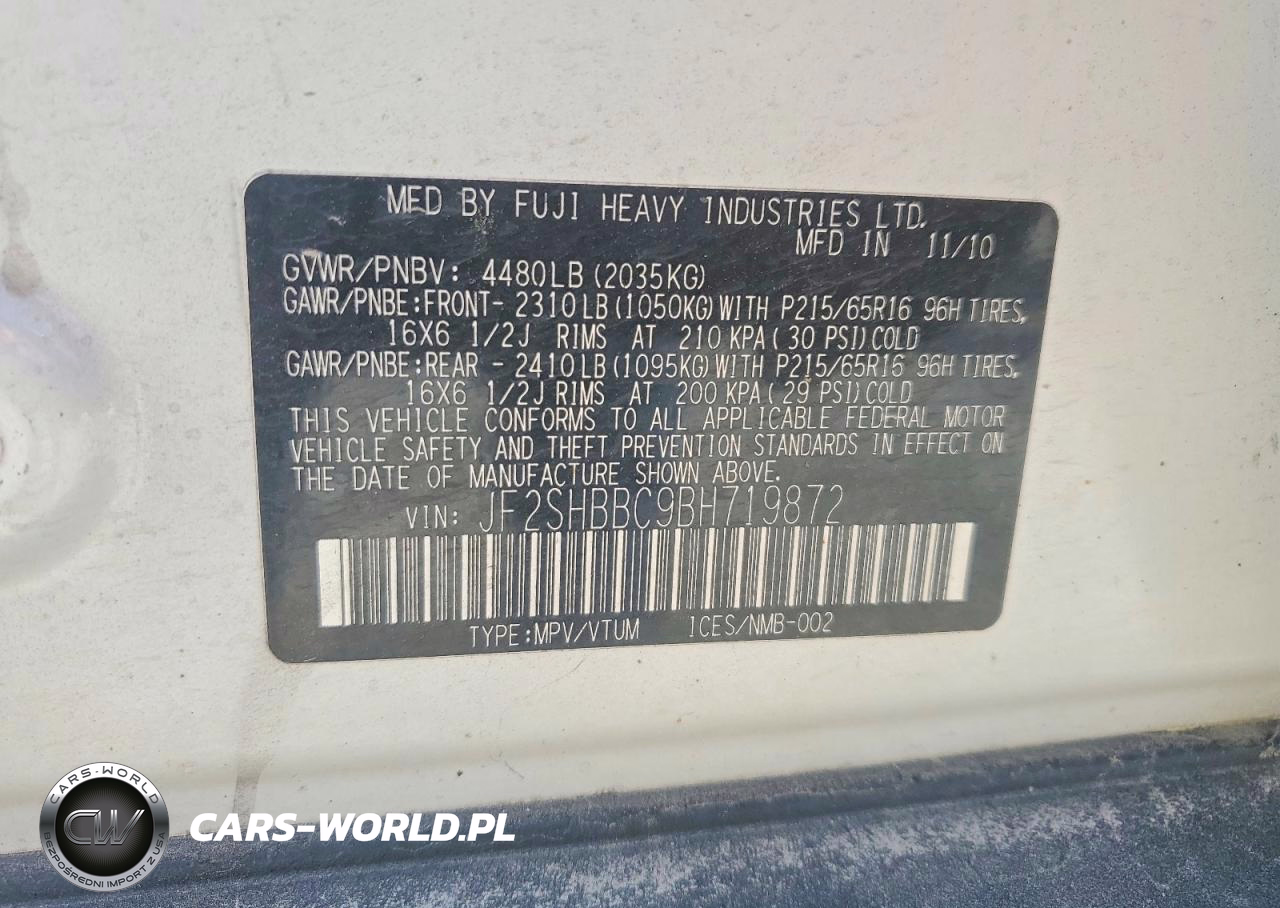 MFD BY FUJI HEAVY INDUSTRIES LTD.
MFD IN 11/10
GVWR/PNBV: 4480LB (2035KG)
GAWR/PNBE:FRONT- 2310LB (1050KG) WITH P215/65R16 96H TIRES,
16X6 1/2J RIMS AT 210 KPA (30 PSI) COLD
GAWR/PNBE:REAR - 2410LB (1095KG) WITH P215/65R16 96H TIRES,
16X6 1/2J RIMS AT 200 KPA (29 PSI) COLD
THIS VEHICLE CONFORMS TO ALL APPLICABLE FEDERAL MOTOR
VEHICLE SAFETY AND THEFT PREVENTION STANDARDS IN EFFECT ON
THE DATE OF MANUFACTURE SHOWN ABOVE.
VIN: JF2SHBBC9BH719872
TYPE:MPV/VTUM ICES/NMB-002
CARS-WORLD
CW
BEZPOŚREDNI IMPORT Z USA
CARS-WORLD.PL